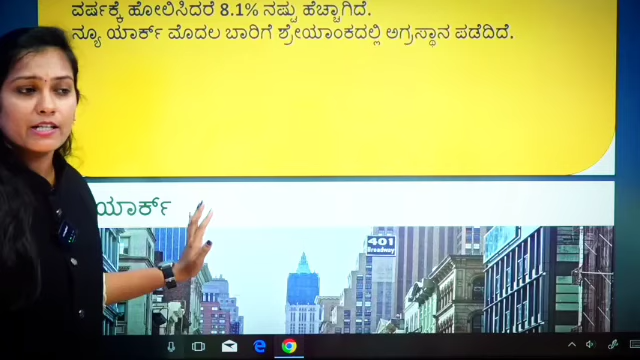 ವರ್ಷಕ್ಕೆ ಹೋಲಿಸಿದರೆ 8.1% ನಷ್ಟು ಹೆಚ್ಚಾಗಿದೆ.
ನ್ಯೂ ಯಾರ್ಕ್ ಮೊದಲ ಬಾರಿಗೆ ಶ್ರೇಯಾಂಕದಲ್ಲಿ ಅಗ್ರಸ್ಥಾನ ಪಡೆದಿದೆ.
ಯಾರ್ಕ್
401
Broadway